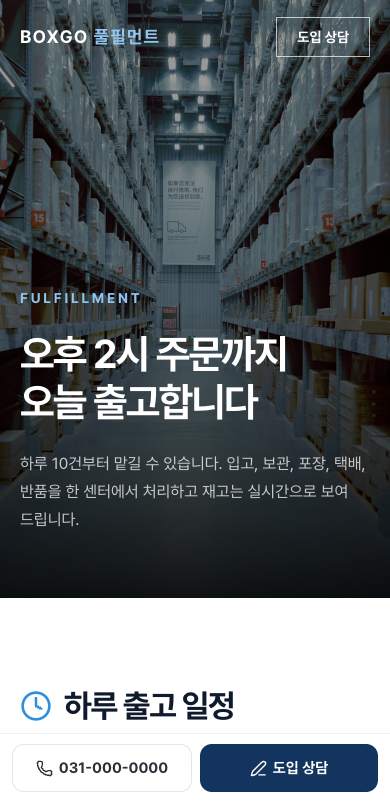 BOXGO 풀필먼트
도입 상담
15
FULFILLMENT
오후 2시 주문까지
오늘 출고합니다
하루 10건부터 맡길 수 있습니다. 입고, 보관, 포장, 택배,
반품을 한 센터에서 처리하고 재고는 실시간으로 보여
드립니다.
하루 출고 일정
031-000-0000
도입 상담